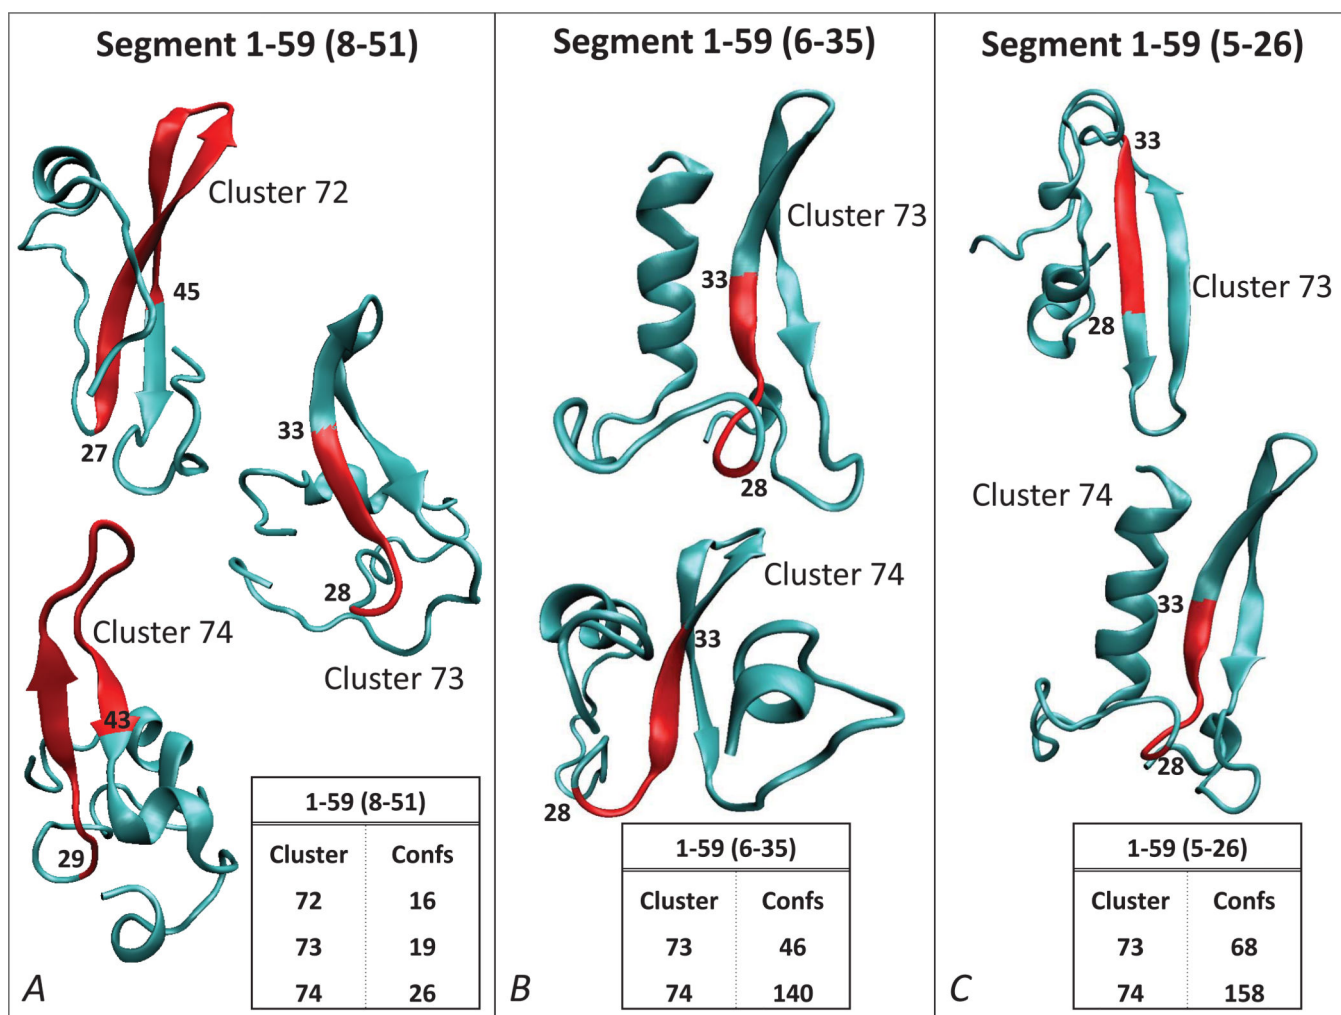 Segment 1-59 (8-51)
Cluster 72
45
27
33
28
Cluster 73
Cluster 74
43
29
1-59 (8-51)
Cluster Confs
72 16
73 19
74 26
A
Segment 1-59 (6-35)
Cluster 73
33
28
Cluster 74
33
28
1-59 (6-35)
Cluster Confs
73 46
74 140
B
Segment 1-59 (5-26)
33
Cluster 73
28
Cluster 74
33
28
1-59 (5-26)
Cluster Confs
73 68
74 158
C